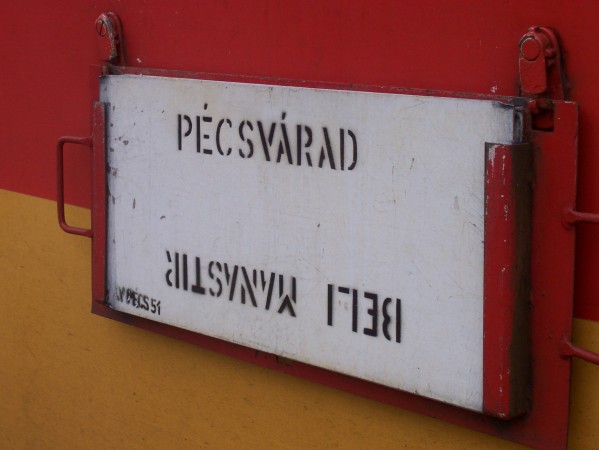 PÉCSVÁRAD
BELI MANASTIR
PÉCS 51